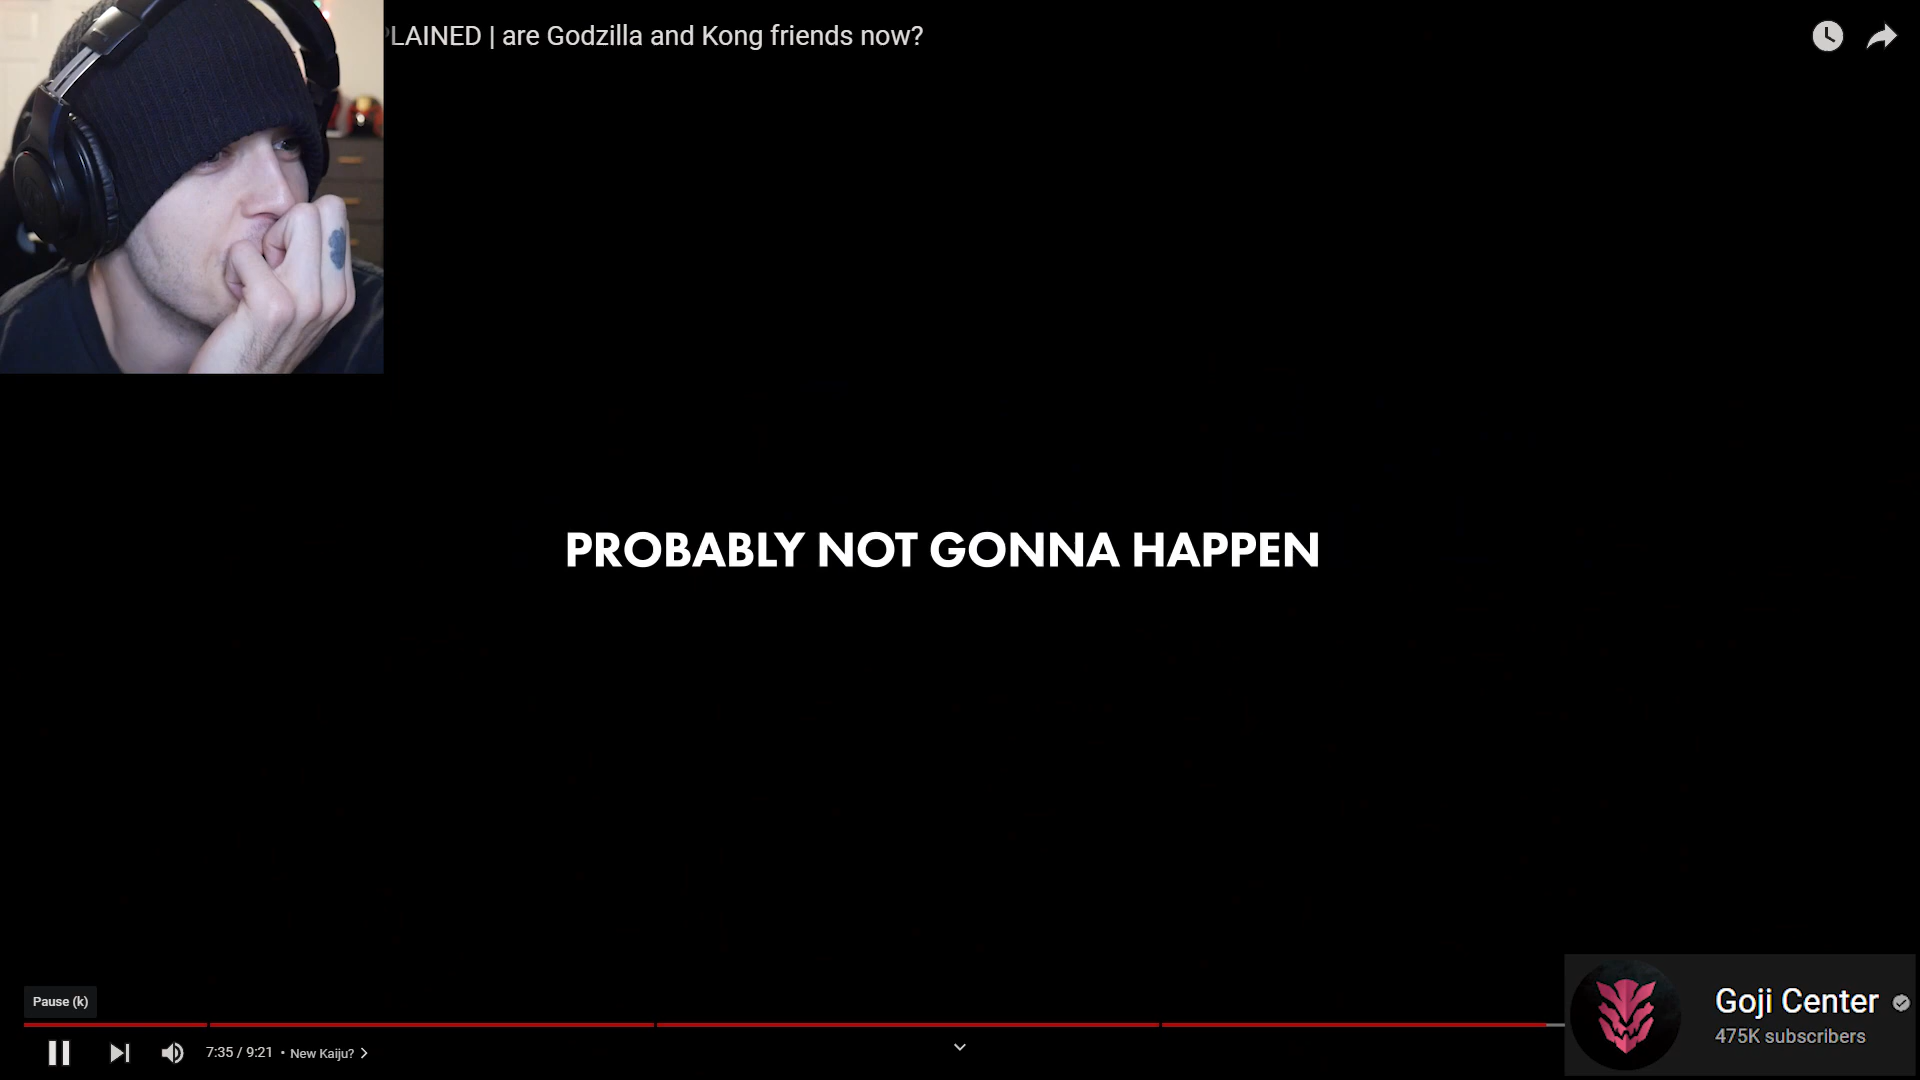 PLAINED | are Godzilla and Kong friends now?
PROBABLY NOT GONNA HAPPEN
Pause (k)
7:35 / 9:21 • New Kaiju? >
Goji Center
475K subscribers